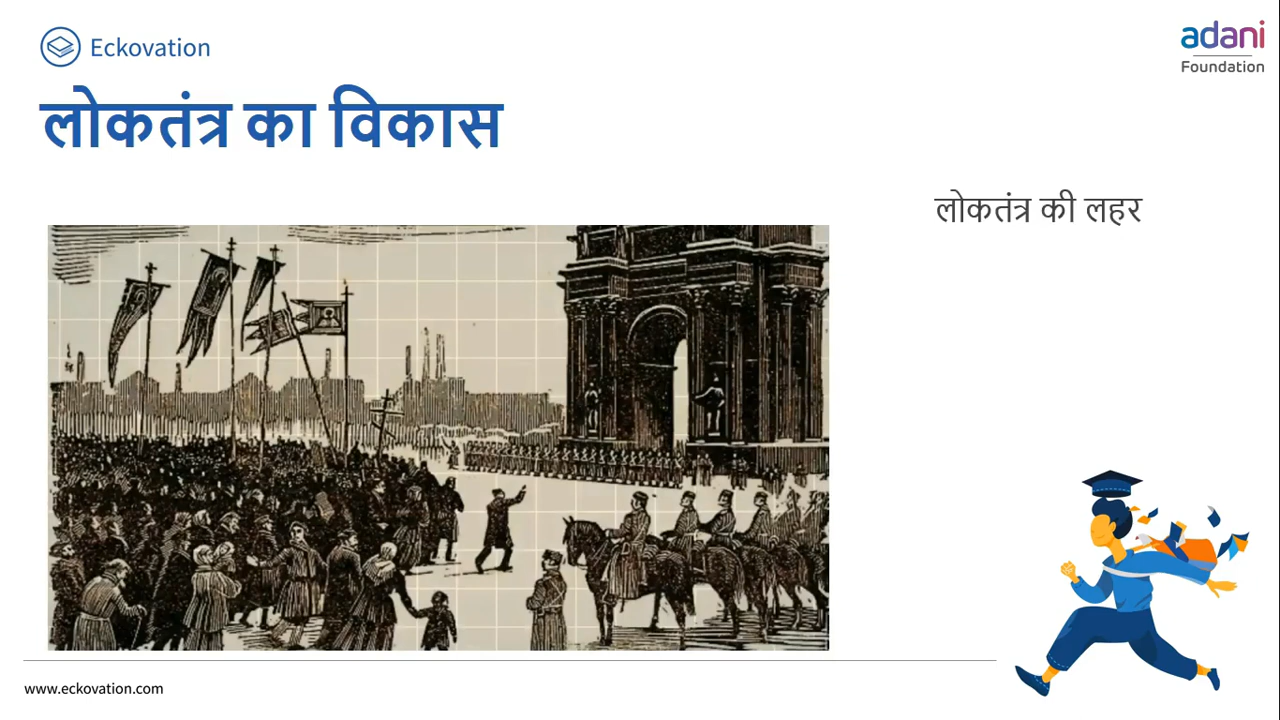 Eckovation
adani
Foundation
लोकतंत्र का विकास
लोकतंत्र की लहर
www.eckovation.com